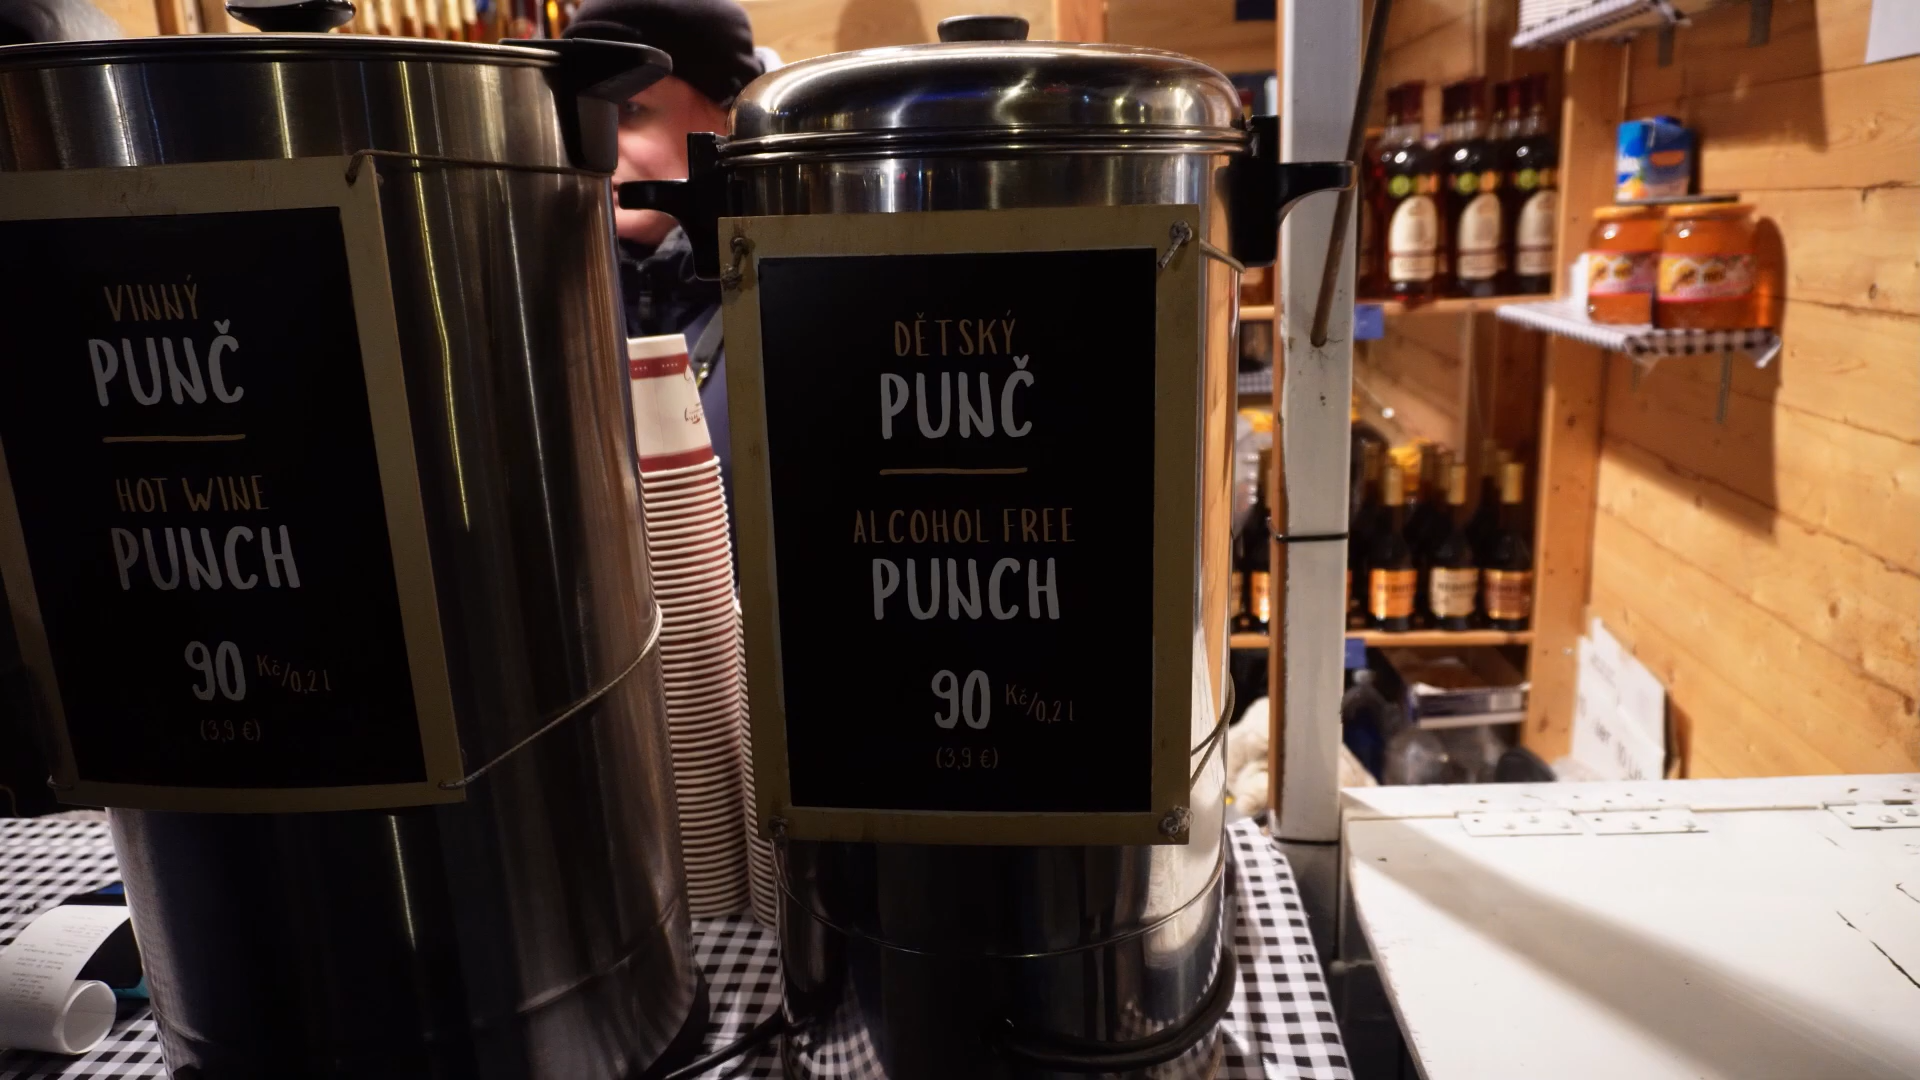 VINNÝ
PUNČ
HOT WINE
PUNCH
90 Kč/0,2 l
(3,9 €)
DĚTSKÝ
PUNČ
ALCOHOL FREE
PUNCH
90 Kč/0,2 l
(3,9 €)